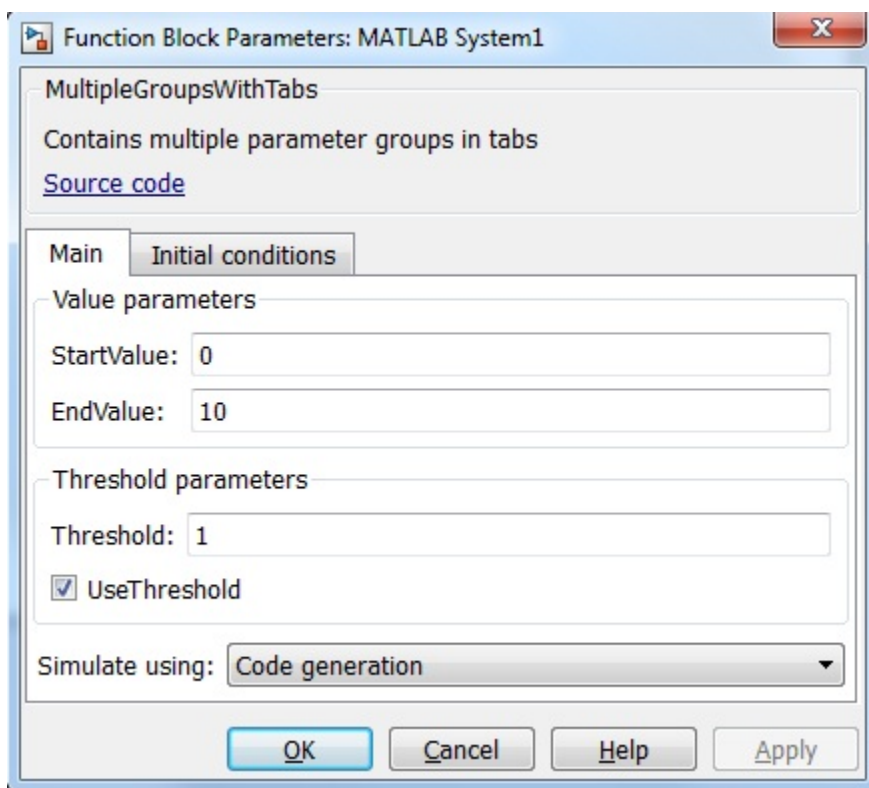 Function Block Parameters: MATLAB System1
MultipleGroupsWithTabs
Contains multiple parameter groups in tabs
Source code
Main Initial conditions
Value parameters
StartValue: 0
EndValue: 10
Threshold parameters
Threshold: 1
UseThreshold
Simulate using: Code generation
OK Cancel Help Apply